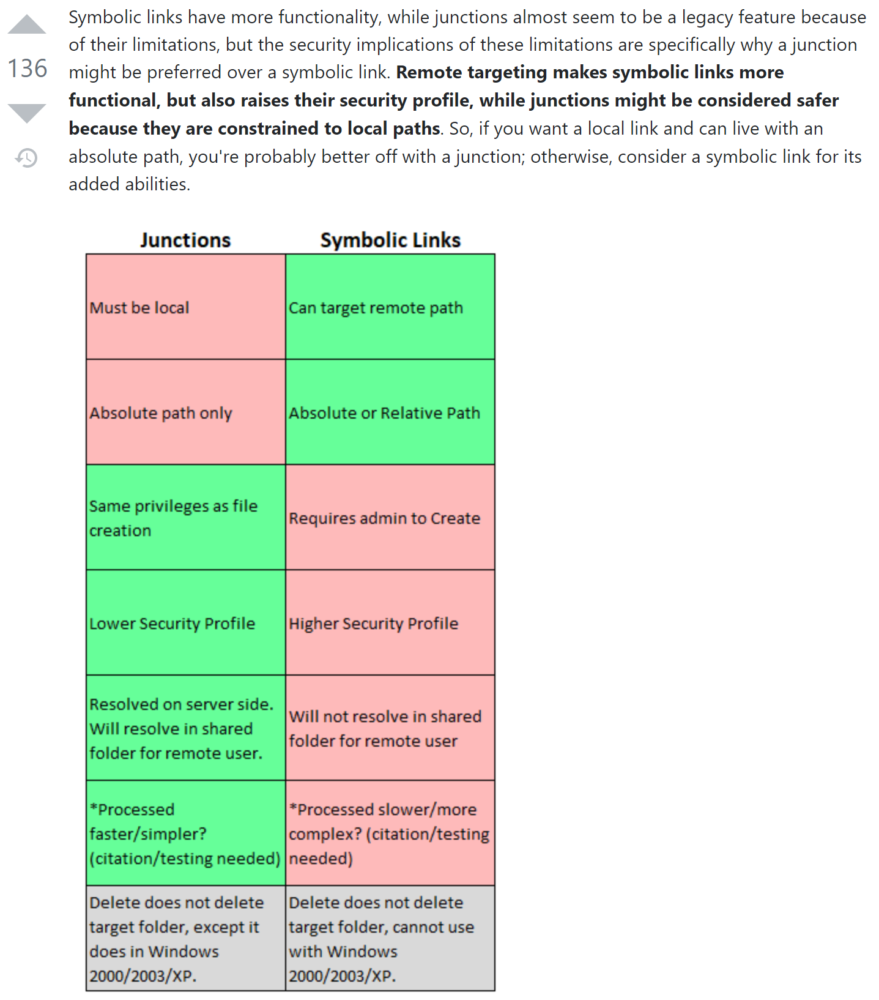 Symbolic links have more functionality, while junctions almost seem to be a legacy feature because
of their limitations, but the security implications of these limitations are specifically why a junction
136
might be preferred over a symbolic link. Remote targeting makes symbolic links more
functional, but also raises their security profile, while junctions might be considered safer
because they are constrained to local paths. So, if you want a local link and can live with an
absolute path, you're probably better off with a junction; otherwise, consider a symbolic link for its
added abilities.
Junctions
Symbolic Links
Must be local
Can target remote path
Absolute path only
Absolute or Relative Path
Same privileges as file
creation
Requires admin to Create
Lower Security Profile
Higher Security Profile
Resolved on server side.
Will resolve in shared
folder for remote user.
Will not resolve in shared
folder for remote user
*Processed
faster/simpler?
(citation/testing needed)
*Processed slower/more
complex? (citation/testing
needed)
Delete does not delete
target folder, except it
does in Windows
2000/2003/XP.
Delete does not delete
target folder, cannot use
with Windows
2000/2003/XP.